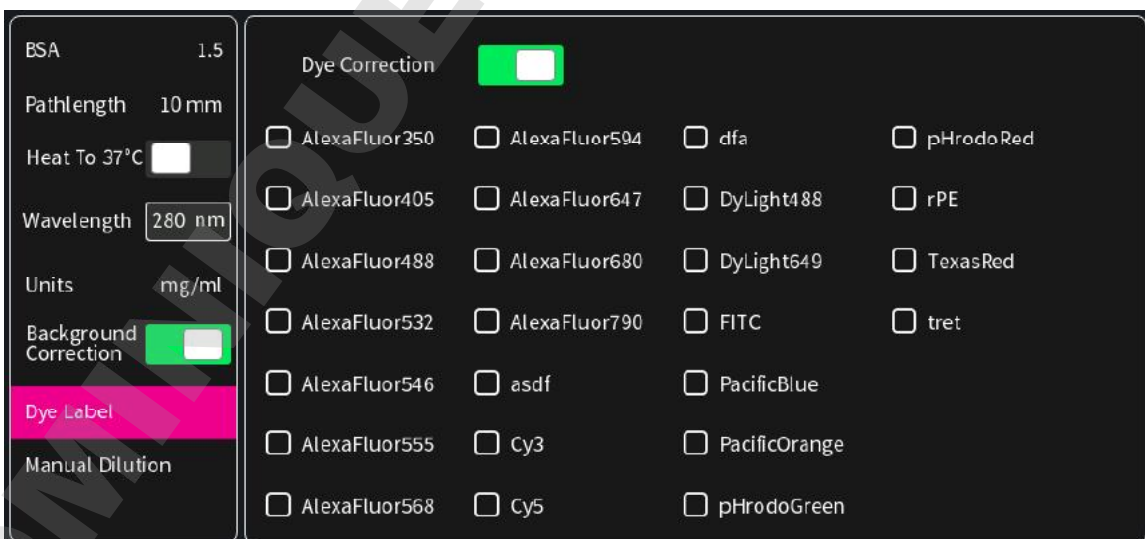 BSA 1.5
Pathlength 10 mm
Heat To 37°C
Wavelength 280 nm
Units mg/ml
Background
Correction
Dye Label
Manual Dilution
Dye Correction
AlexaFluor350 AlexaFluor594 dfa pHrodoRed
AlexaFluor405 AlexaFluor647 DyLight488 rPE
AlexaFluor488 AlexaFluor680 DyLight649 TexasRed
AlexaFluor532 AlexaFluor790 FITC tret
AlexaFluor546 asdf PacificBlue
AlexaFluor555 Cy3 PacificOrange
AlexaFluor568 Cy5 pHrodoGreen